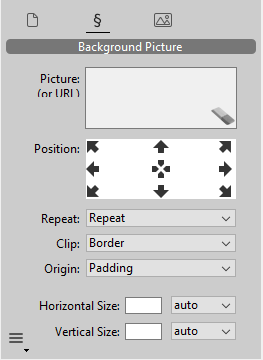 §
Background Picture
Picture:
(or URL)
Position:
Repeat: Repeat
Clip: Border
Origin: Padding
Horizontal Size: auto
Vertical Size: auto